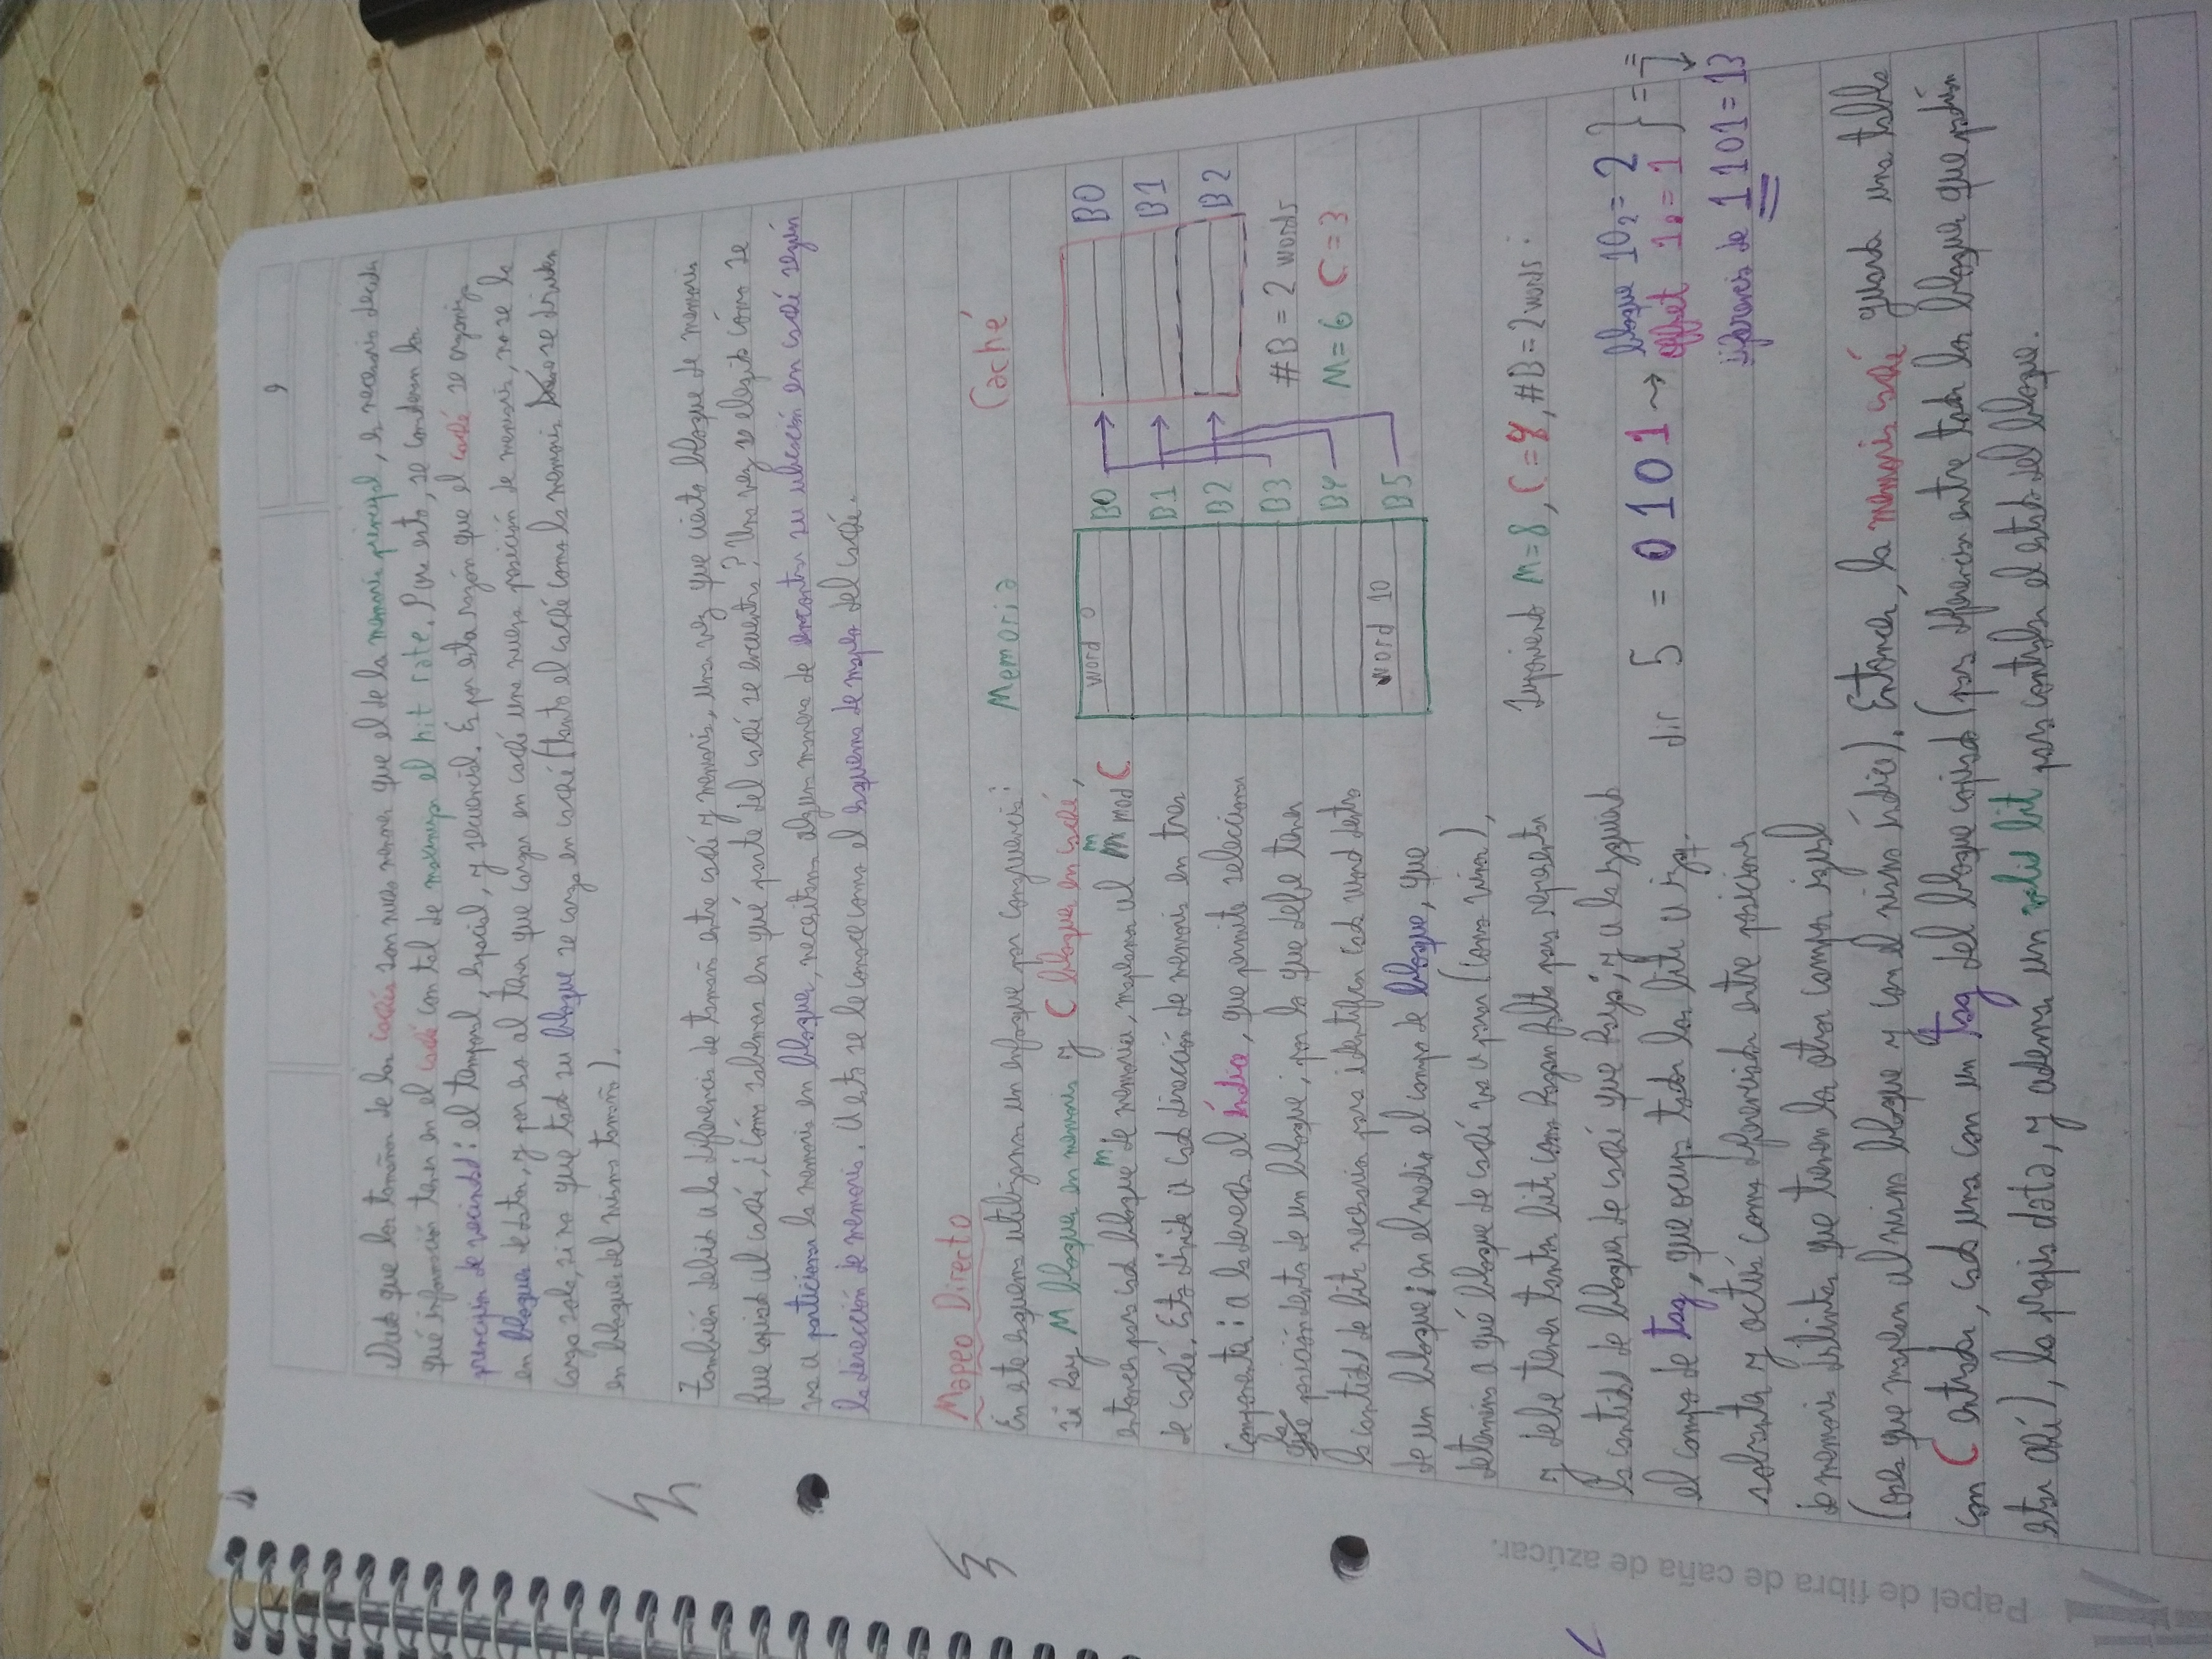 9
Dado que los tamaños de los cachés son mucho menores que el de la memoria principal, es necesario decidir
qué información tener en el caché con tal de maximizar el hit rate. Para esto, se consideran los
principios de vecindad: el temporal, espacial, y secuencial. Es por esta razón que el caché se organiza
en bloques de datos, y por eso al tener que cargar en caché una nueva posición de memoria, no se la
carga sola, si no que todo su bloque se carga en caché (tanto el caché como la memoria se dividen
en bloques del mismo tamaño).
También debido a la diferencia de tamaño entre caché y memoria, una vez que cierto bloque de memoria
fue copiado al caché, ¿cómo sabemos en qué parte del caché se encuentra? Una vez elegido cómo se
va a particionar la memoria en bloques, necesitamos alguna manera de encontrar su ubicación en caché según
la dirección de memoria. A esto se le conoce como el esquema de mapeo del caché.
Mapeo Directo
En este esquema utilizamos un enfoque por congruencia:
si hay M bloques en memoria y C bloques en caché,
entonces para cada bloque m de memoria, mapeamos al m mod C
de caché. Esto divide a cada dirección de memoria en tres
componentes: a la derecha el índice, que permite seleccionar
la posición dentro de un bloque, por lo que debe tener
la cantidad de bits necesarios para identificar cada word dentro
de un bloque; en el medio el campo de bloque, que
determina a qué bloque de caché va a parar (como vimos),
y debe tener tantos bits como hagan falta para representar
la cantidad de bloques de caché que haya; y a la izquierda
el campo de tag, que ocupa todos los bits a izq.
sobrantes y actúa como diferenciador entre posiciones
de memoria distintas que tienen los otros campos igual
(osea que mapean al mismo bloque y con el mismo índice). Entonces, la memoria caché guarda una tabla
con C entradas, cada una con un tag del bloque copiado (para diferenciar entre todos los bloques que podrían
estar ahí), la propia data, y además un valid bit para controlar el estado del bloque.
Memoria Caché
word 0 B0 B0
B1 B1
B2 B2
B3 #B = 2 words
B4 M=6 C=3
word 10 B5
Suponiendo M=8, C=4, #B=2 words:
bloque 10₂ = 2
dir 5 = 0101
offset 1₂ = 1
diferencia de 1101 = 13
Papel de fibra de caña de azúcar.